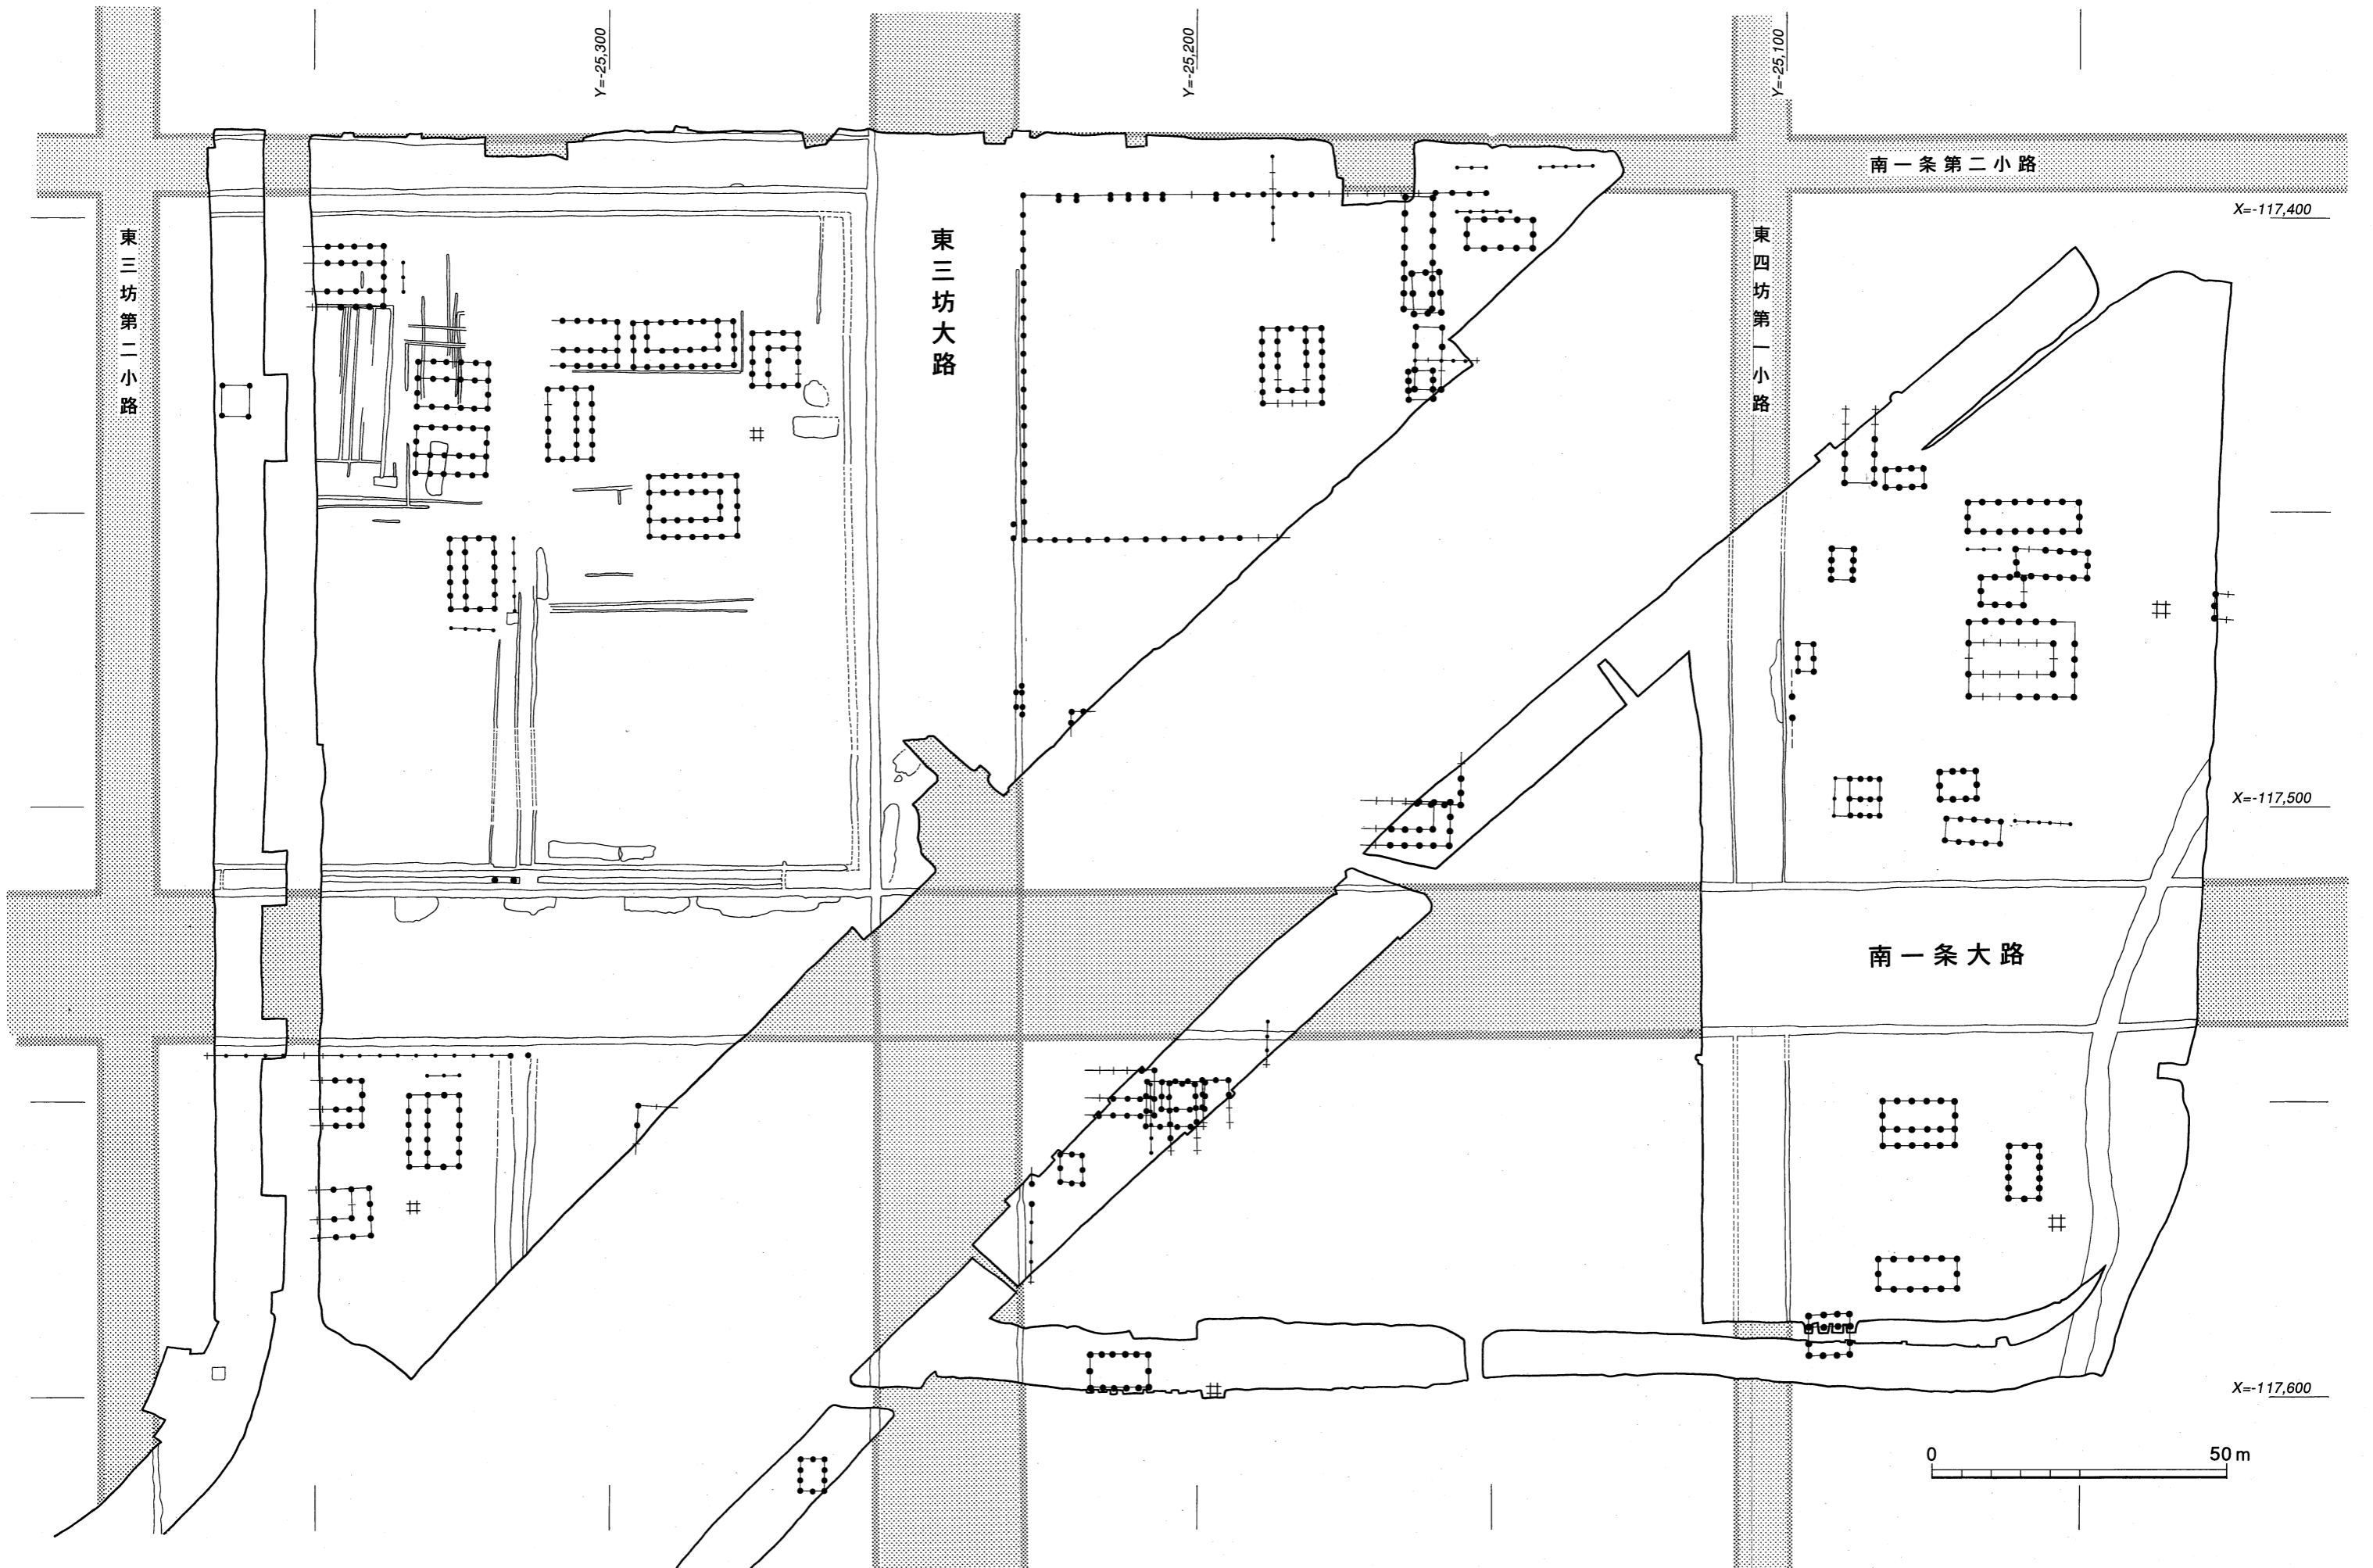 Y=-25,300
Y=-25,200
Y=-25,100
南一条第二小路
X=-117,400
東三坊第二小路
東三坊大路
東四坊第一小路
X=-117,500
南一条大路
X=-117,600
0 50 m